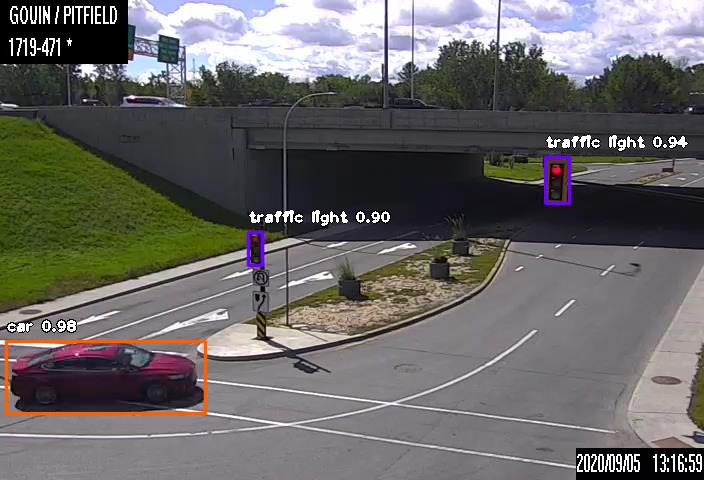 GOUIN / PITFIELD
1719-471 *
traffic light 0.94
traffic light 0.90
car 0.98
2020/09/05 13:16:59